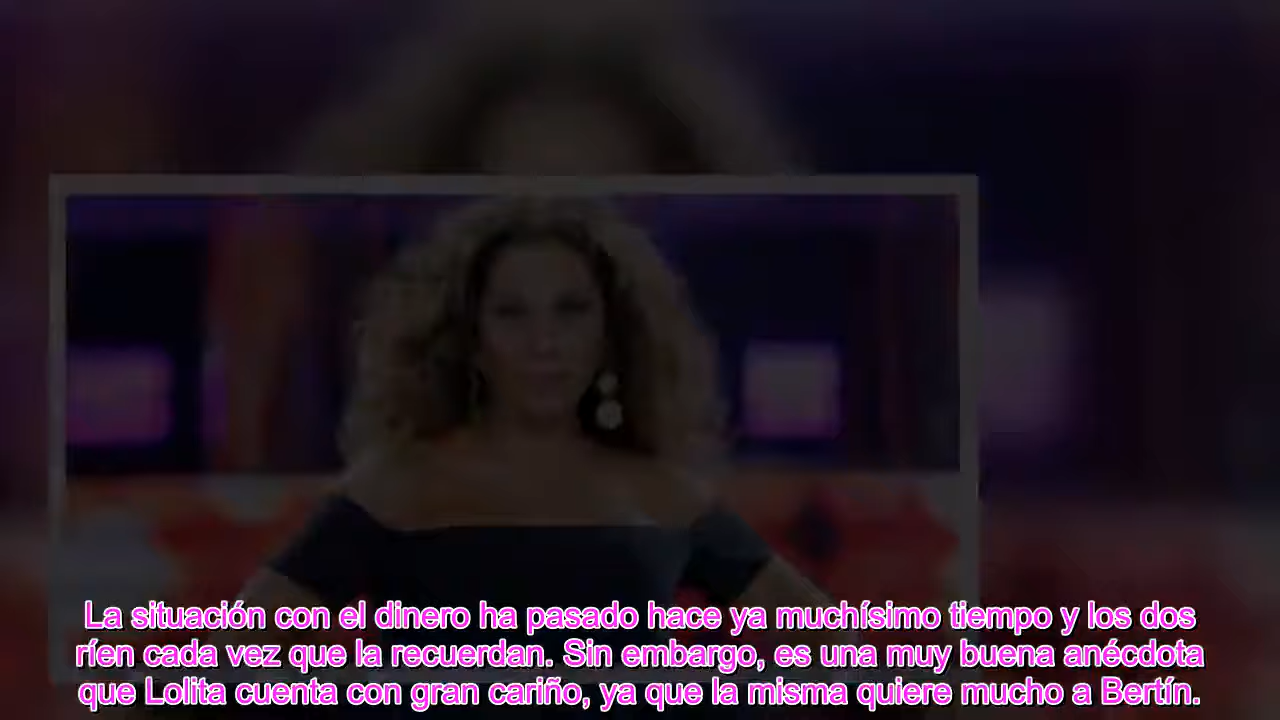 La situación con el dinero ha pasado hace ya muchísimo tiempo y los dos
ríen cada vez que la recuerdan. Sin embargo, es una muy buena anécdota
que Lolita cuenta con gran cariño, ya que la misma quiere mucho a Bertín.